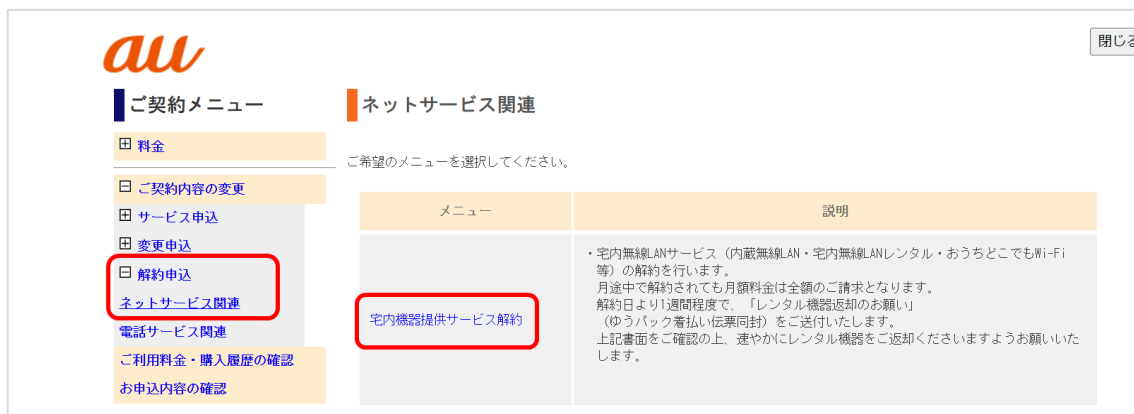 au
閉じる
ご契約メニュー
ネットサービス関連
料金
ご希望のメニューを選択してください。
ご契約内容の変更
サービス申込
変更申込
解約申込
ネットサービス関連
電話サービス関連
ご利用料金・購入履歴の確認
お申込内容の確認
メニュー
説明
宅内機器提供サービス解約
・宅内無線LANサービス（内蔵無線LAN・宅内無線LANレンタル・おうちどこでもWi-Fi
等）の解約を行います。
月途中で解約されても月額料金は全額のご請求となります。
解約日より1週間程度で、「レンタル機器返却のお願い」
（ゆうパック着払い伝票同封）をご送付いたします。
上記書面をご確認の上、速やかにレンタル機器をご返却くださいますようお願いいた
します。